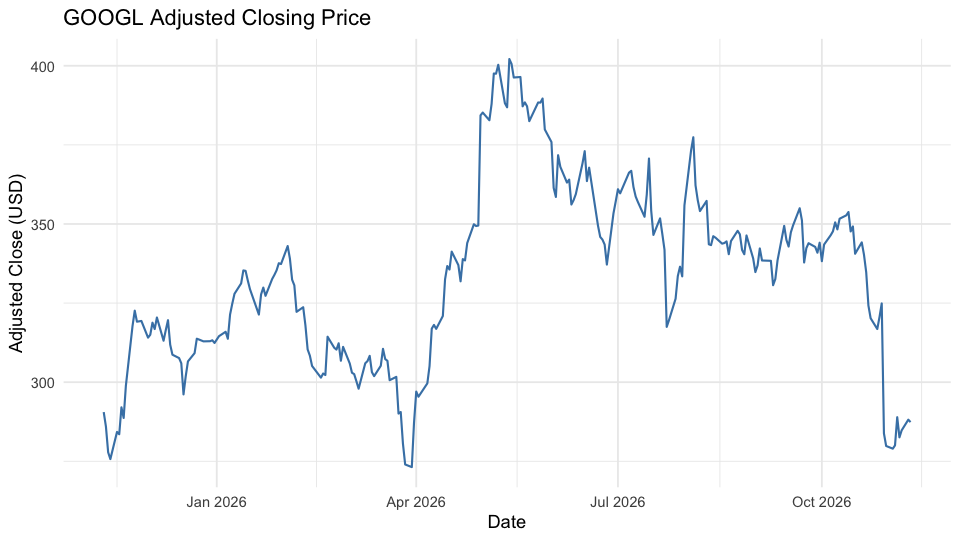 GOOGL Adjusted Closing Price
400
350
300
Adjusted Close (USD)
Jan 2026
Apr 2026
Jul 2026
Oct 2026
Date